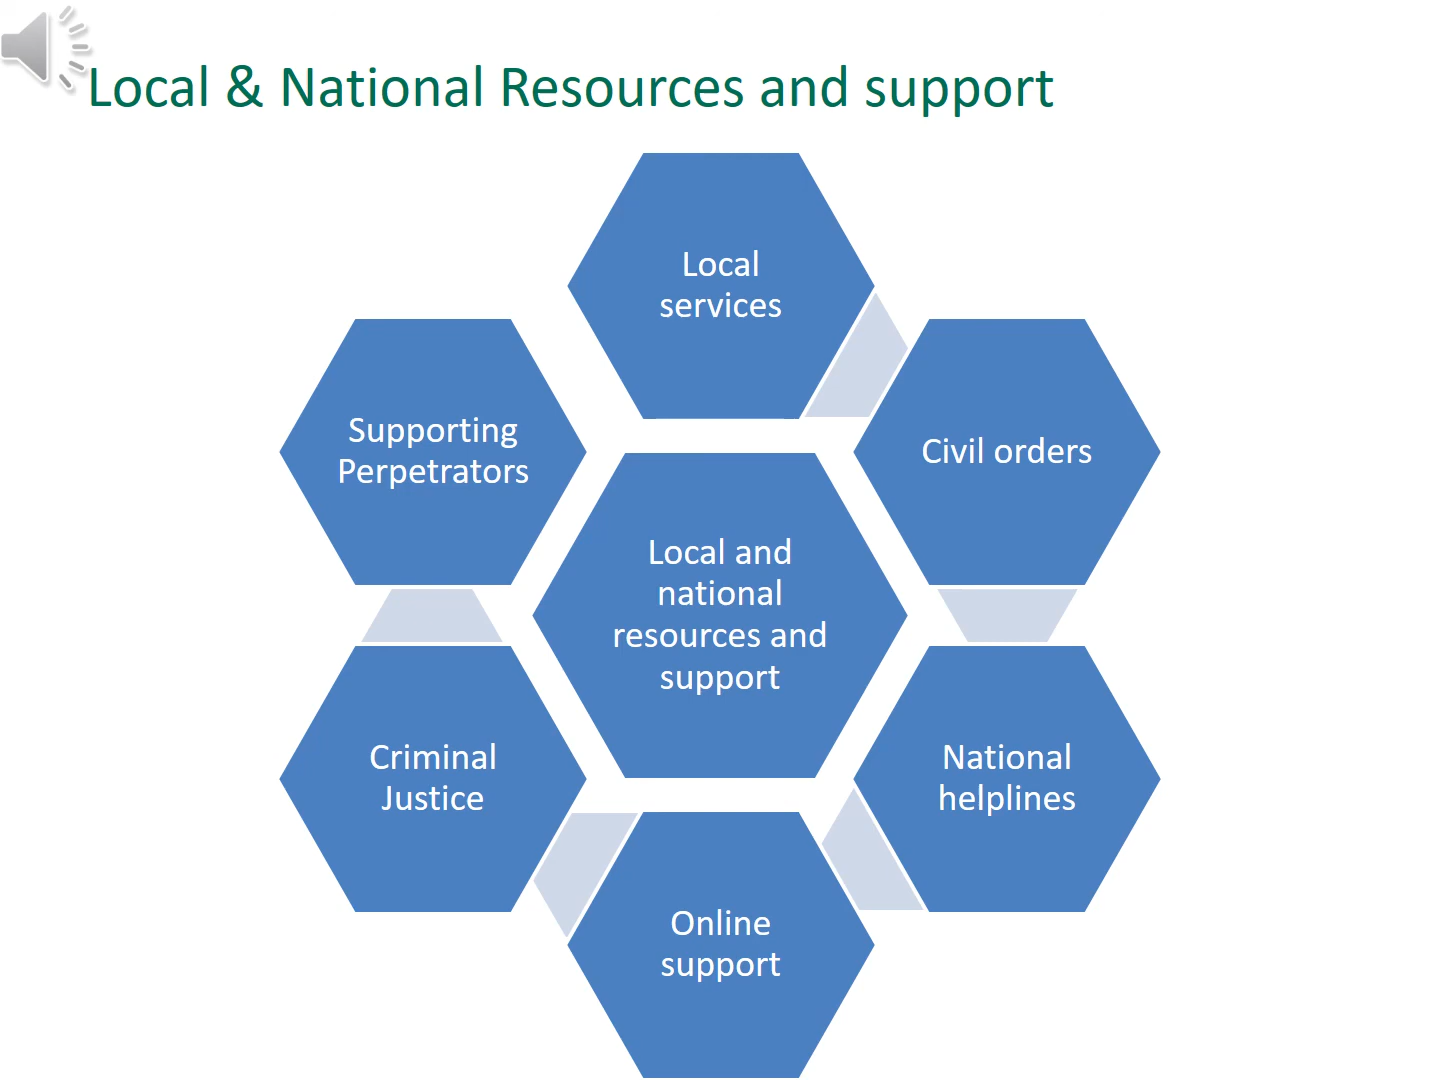 Local & National Resources and support
Local
services
Supporting
Perpetrators
Civil orders
Local and
national
resources and
support
Criminal
Justice
National
helplines
Online
support